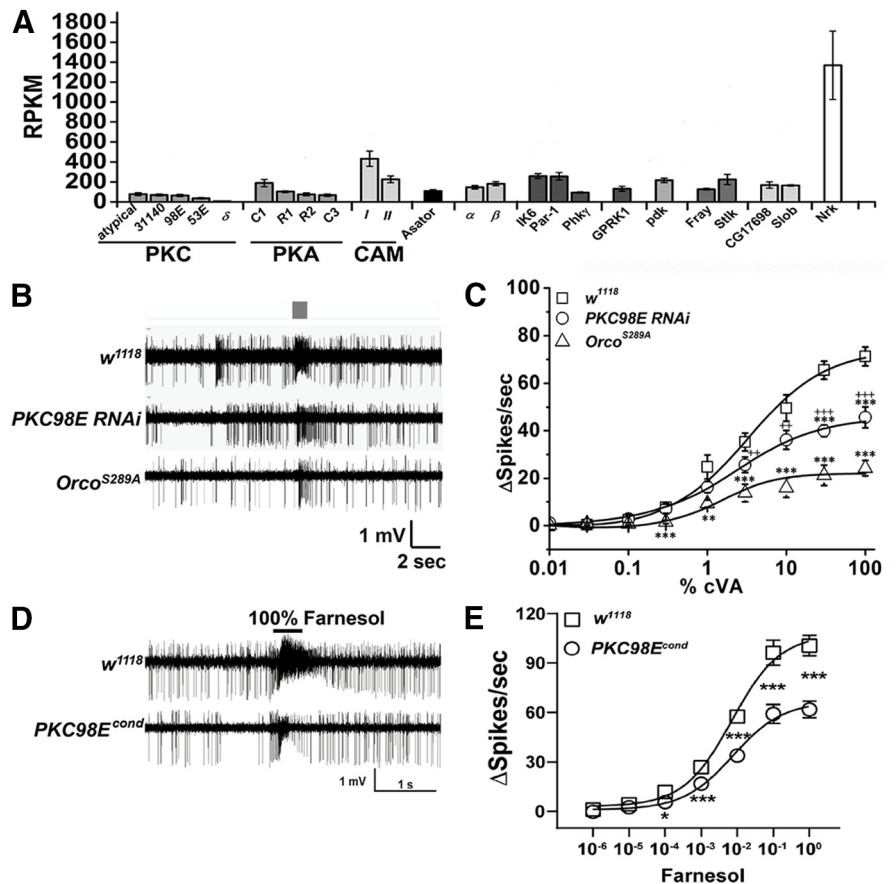 A
RPKM
1800
1600
1400
1200
1000
800
600
400
200
0
atypical 31140 98E 53E δ C1 R1 R2 C3 I II Asator α β IK6 Par-1 Phkγ GPRK1 pdk Fray Stlk CG17698 Slob Nrk
PKC PKA CAM
B
w1118
PKC98E RNAi
OrcoS289A
1 mV
2 sec
C
ΔSpikes/sec
100
80
60
40
20
0
w1118
PKC98E RNAi
OrcoS289A
+++
***
+++
***
++
***
++
***
***
***
***
**
***
0.01 0.1 1 10 100
% cVA
D
100% Farnesol
w1118
PKC98Econd
1 mV
1 s
E
ΔSpikes/sec
120
90
60
30
0
w1118
PKC98Econd
***
***
***
***
*
10-6 10-5 10-4 10-3 10-2 10-1 100
Farnesol